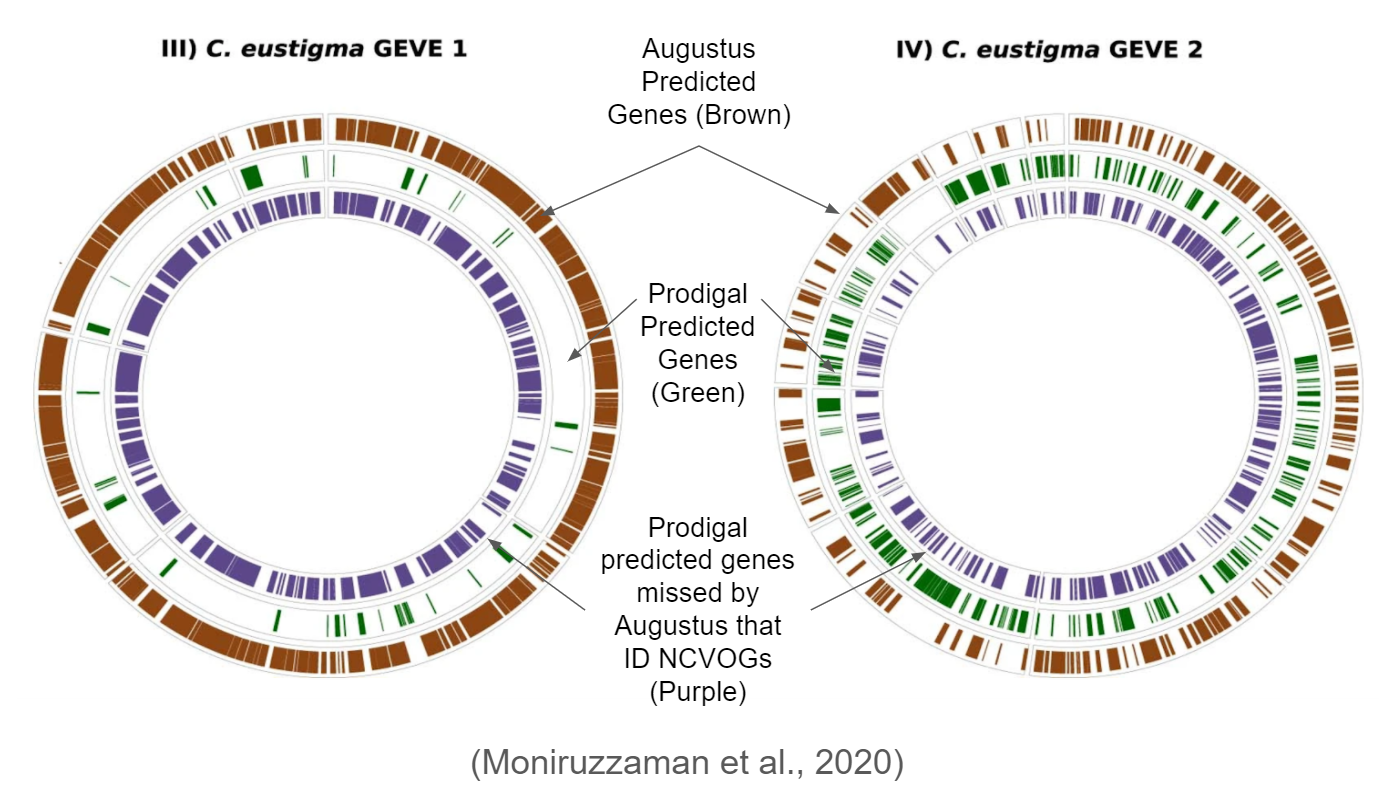 III) C. eustigma GEVE 1
Augustus
Predicted
Genes (Brown)
IV) C. eustigma GEVE 2
Prodigal
Predicted
Genes
(Green)
Prodigal
predicted genes
missed by
Augustus that
ID NCVOGs
(Purple)
(Moniruzzaman et al., 2020)